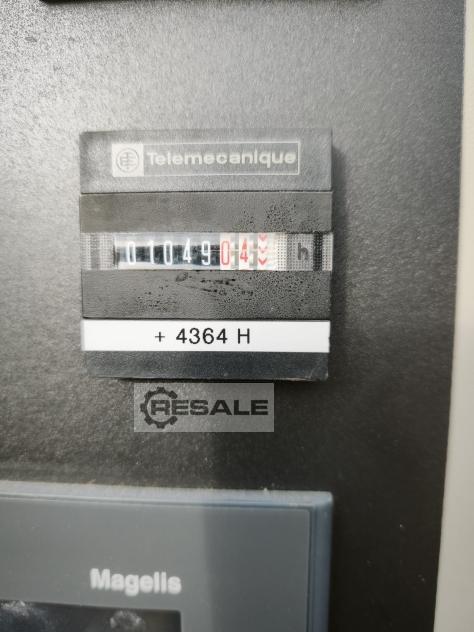 Telemecanique
0104904 h
+ 4364 H
RESALE
Magelis